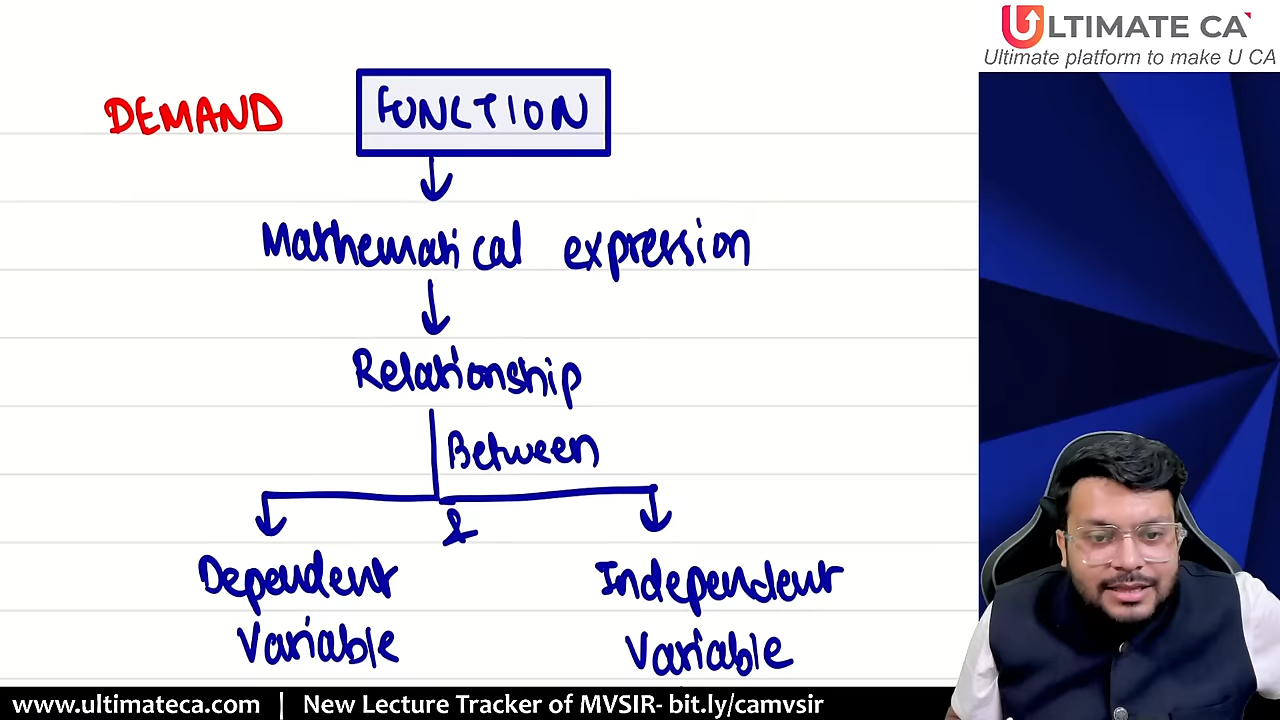 ULTIMATE CA
Ultimate platform to make U CA
DEMAND FUNCTION
Mathematical expression
Relationship
Between
&
Dependent Independent
Variable Variable
www.ultimateca.com | New Lecture Tracker of MVSIR- bit.ly/camvsir